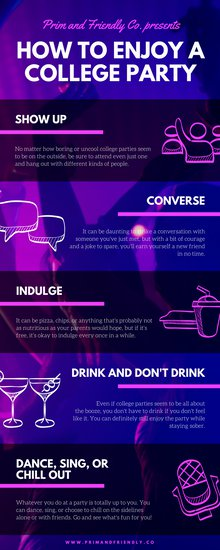 Prim and Friendly Co. presents
HOW TO ENJOY A
COLLEGE PARTY
SHOW UP
No matter how boring or uncool college parties seem
to be on the outside, be sure to attend even just one
and hang out with different kinds of people.
CONVERSE
It can be daunting to make a conversation with
someone you've just met, but with a bit of courage
and a joke to spare, you'll earn yourself a new friend
in no time.
INDULGE
It can be pizza, chips, or anything that's probably not
as nutritious as your parents would hope, but if it's
free, it's okay to indulge every once in a while.
DRINK AND DON'T DRINK
Even if college parties seem to be all about
the booze, you don't have to drink if you don't feel
like it. You can definitely still enjoy the party while
staying sober.
DANCE, SING, OR
CHILL OUT
Whatever you do at a party is totally up to you. You
can dance, sing, or choose to chill on the sidelines
alone or with friends. Go and see what's fun for you!
WWW.PRIMANDFRIENDLY.CO